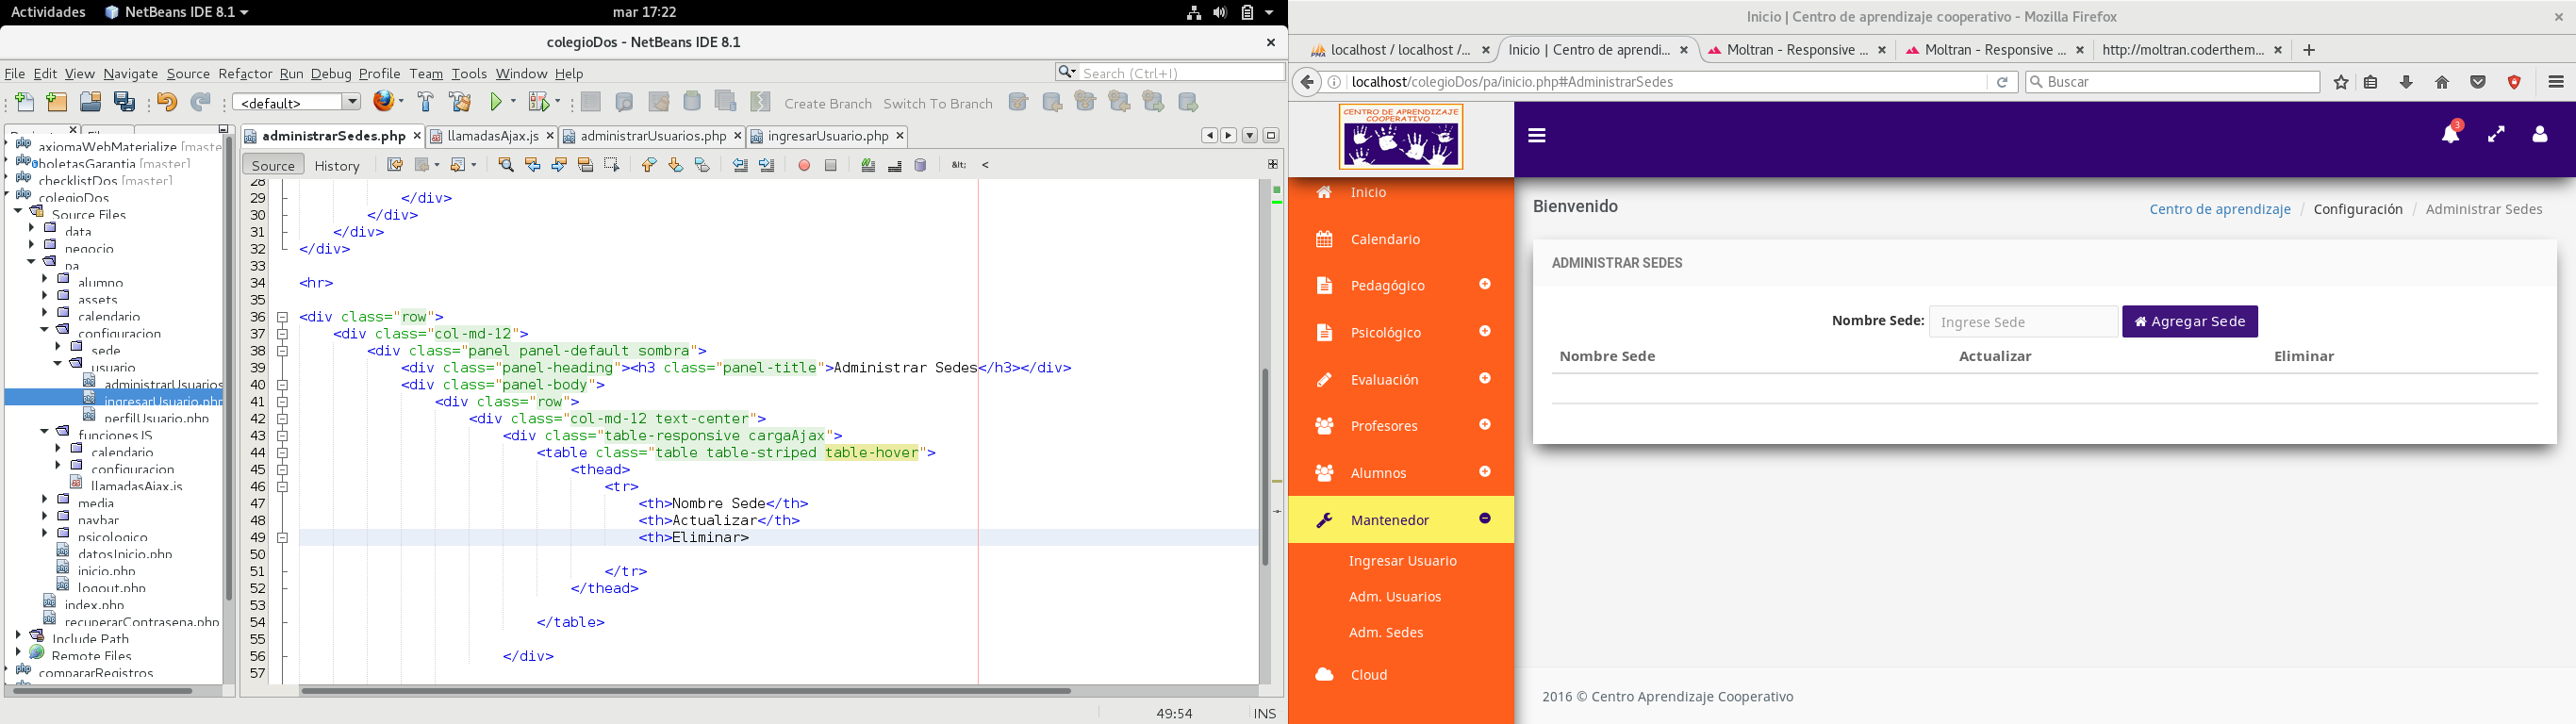 Actividades NetBeans IDE 8.1 mar 17:22
colegioDos - NetBeans IDE 8.1
File Edit View Navigate Source Refactor Run Debug Profile Team Tools Window Help Search (Ctrl+I)
<default> Create Branch Switch To Branch
administrarSedes.php llamadasAjax.js administrarUsuarios.php ingresarUsuario.php
Source History
axiomaWebMaterialize [maste
boletasGarantia [master]
checklistDos [master]
colegioDos
Source Files
data
negocio
pa
alumno
assets
calendario
configuracion
sede
usuario
administrarUsuarios
ingresarUsuario.php
perfilUsuario.php
funcionesJS
calendario
configuracion
llamadasAjax.js
media
navbar
psicologico
datosInicio.php
inicio.php
logout.php
index.php
recuperarContrasena.php
Include Path
Remote Files
compararRegistros
28
29 </div>
30 </div>
31 </div>
32 </div>
33
34 <hr>
35
36 <div class="row">
37 <div class="col-md-12">
38 <div class="panel panel-default sombra">
39 <div class="panel-heading"><h3 class="panel-title">Administrar Sedes</h3></div>
40 <div class="panel-body">
41 <div class="row">
42 <div class="col-md-12 text-center">
43 <div class="table-responsive cargaAjax">
44 <table class="table table-striped table-hover">
45 <thead>
46 <tr>
47 <th>Nombre Sede</th>
48 <th>Actualizar</th>
49 <th>Eliminar>
50
51 </tr>
52 </thead>
53
54 </table>
55
56 </div>
57
49:54 INS
Inicio | Centro de aprendizaje cooperativo - Mozilla Firefox
localhost / localhost /... Inicio | Centro de aprendi... Moltran - Responsive ... Moltran - Responsive ... http://moltran.coderthem...
localhost/colegioDos/pa/inicio.php#AdministrarSedes Buscar
CENTRO DE APRENDIZAJE
COOPERATIVO
3
Inicio
Calendario
Pedagógico
Psicológico
Evaluación
Profesores
Alumnos
Mantenedor
Ingresar Usuario
Adm. Usuarios
Adm. Sedes
Cloud
Bienvenido
Centro de aprendizaje / Configuración / Administrar Sedes
ADMINISTRAR SEDES
Nombre Sede: Ingrese Sede Agregar Sede
Nombre Sede Actualizar Eliminar
2016 © Centro Aprendizaje Cooperativo